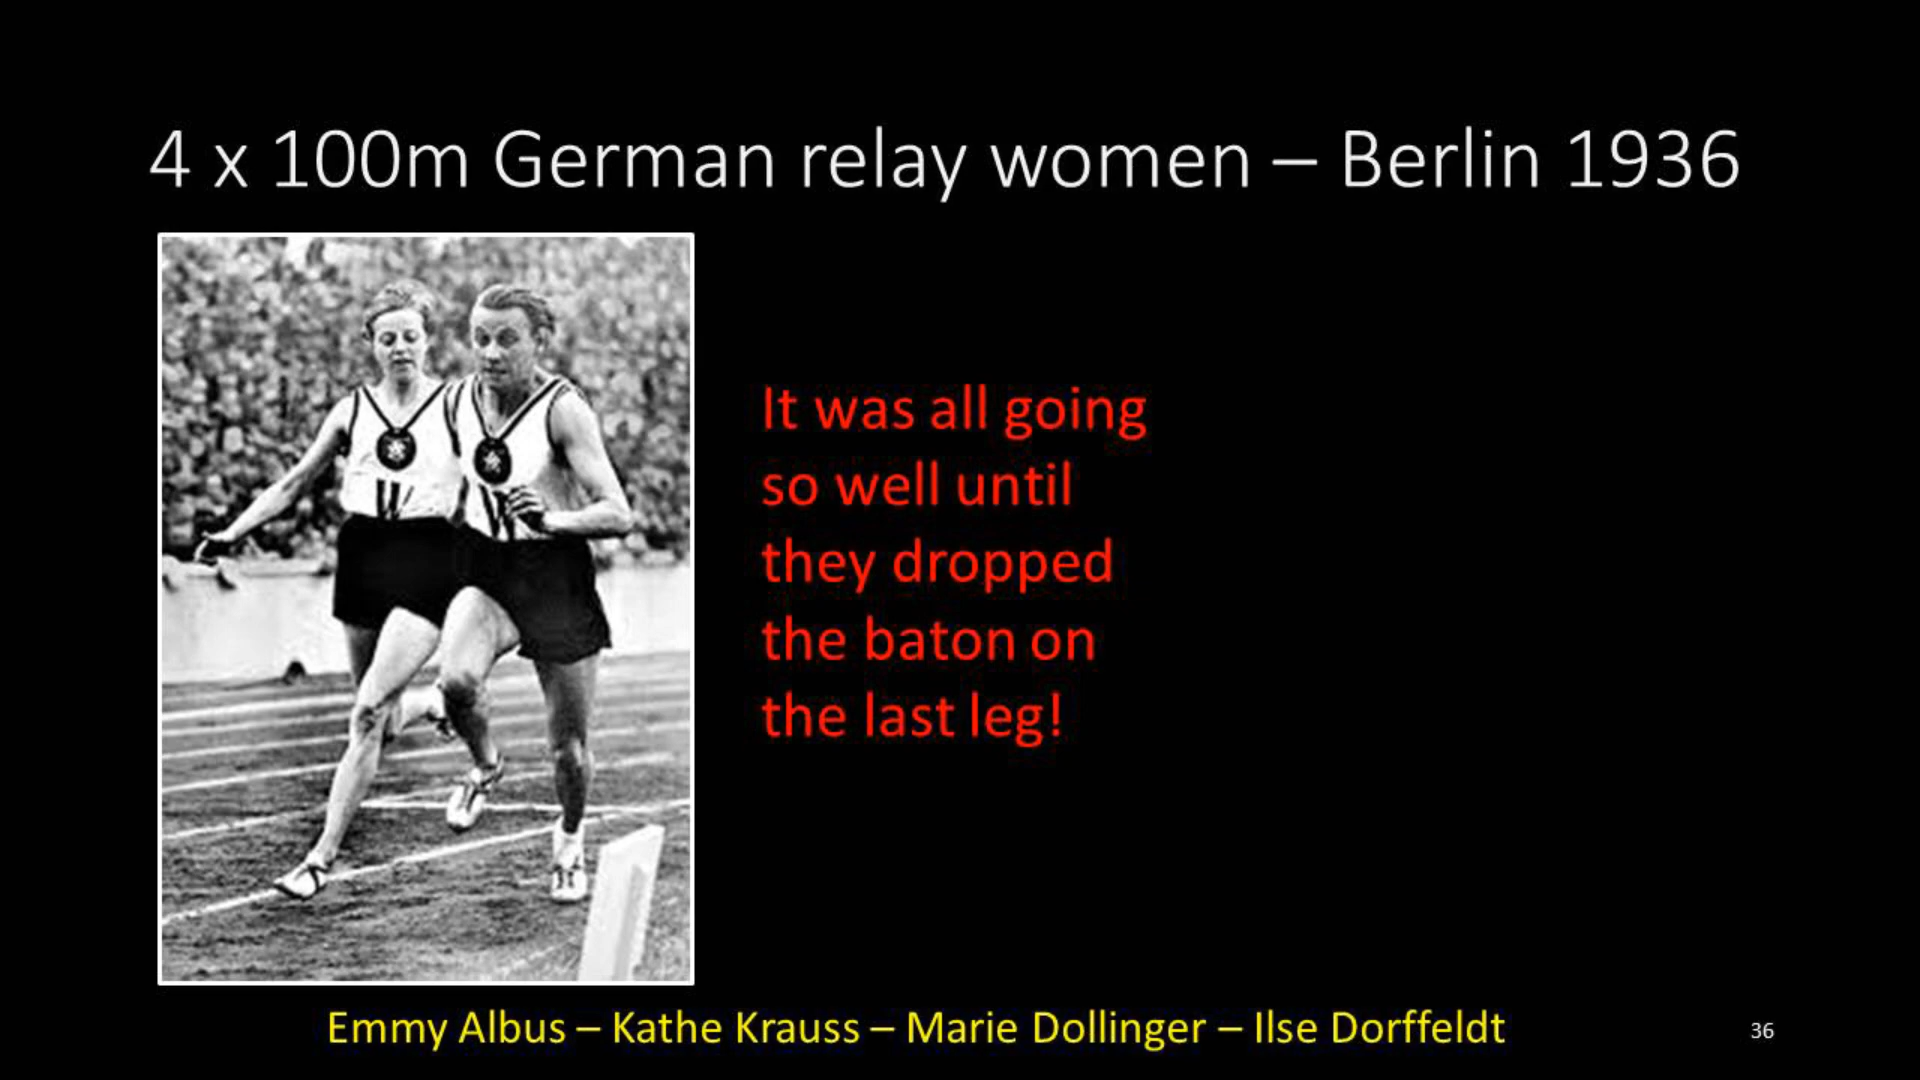 4 x 100m German relay women – Berlin 1936
It was all going
so well until
they dropped
the baton on
the last leg!
Emmy Albus – Kathe Krauss – Marie Dollinger – Ilse Dorffeldt
36